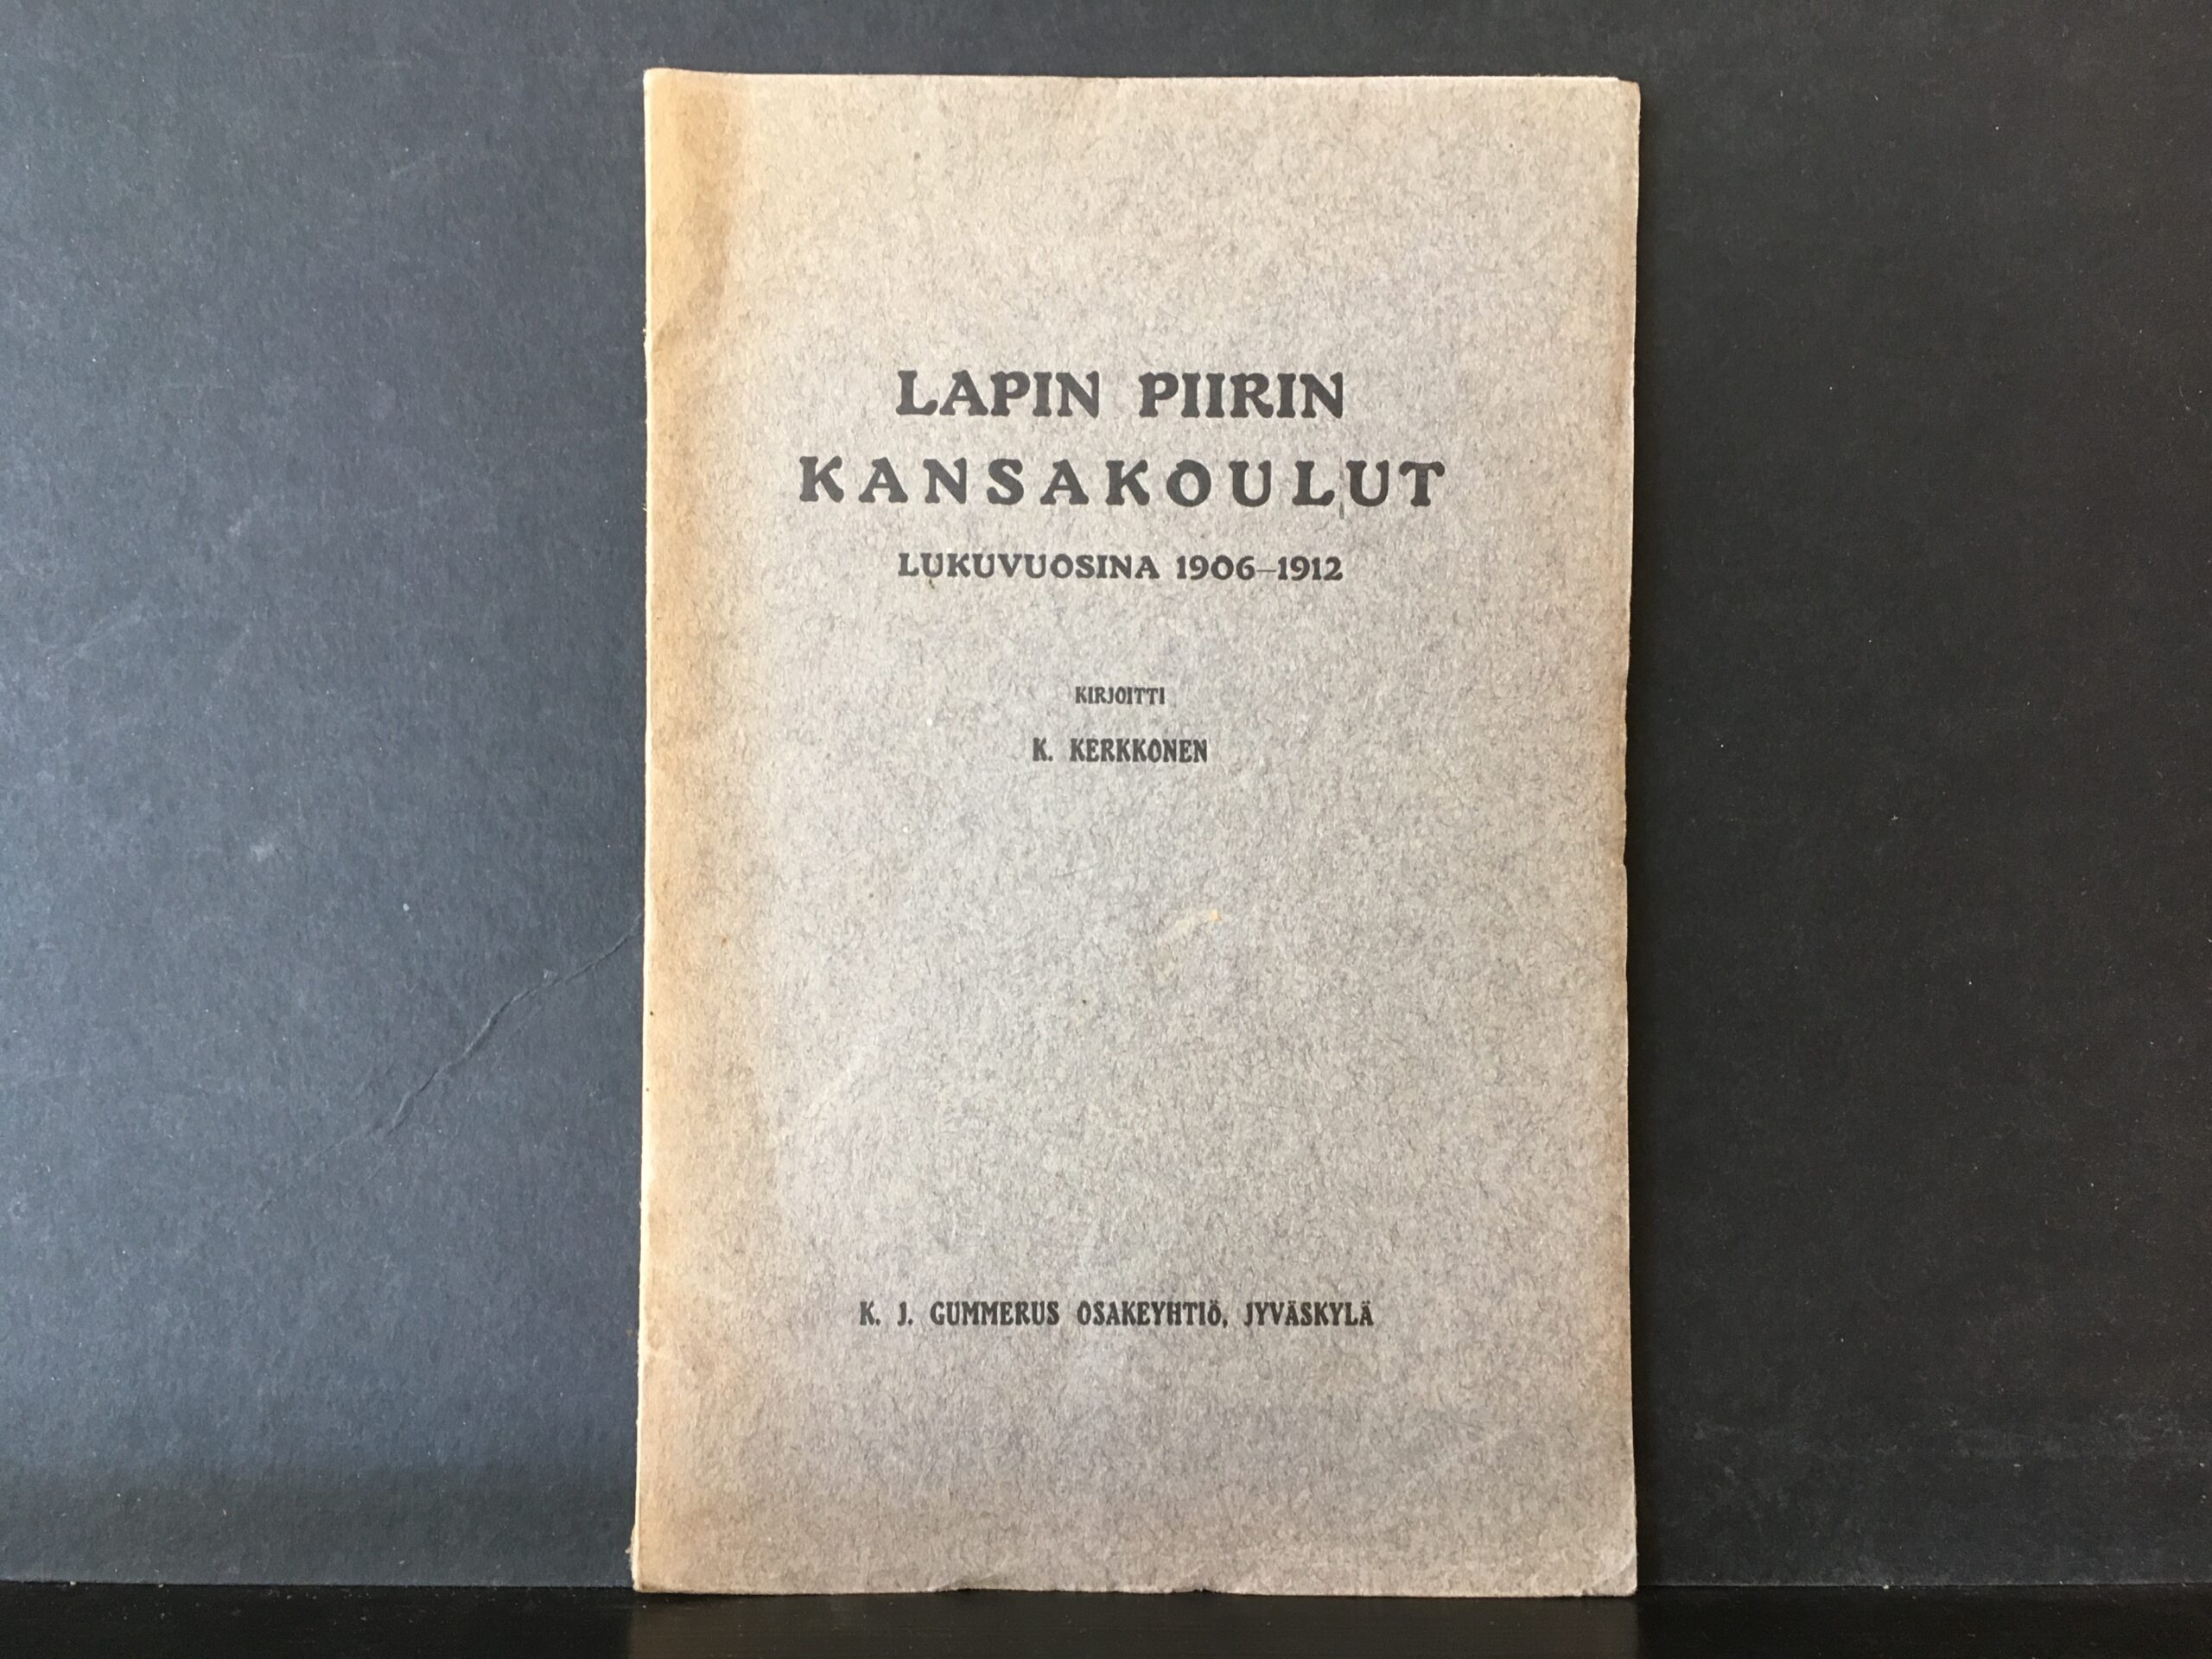 LAPIN PIIRIN
KANSAKOULUT
LUKUVUOSINA 1906–1912
KIRJOITTI
K. KERKKONEN
K. J. GUMMERUS OSAKEYHTIÖ, JYVÄSKYLÄ